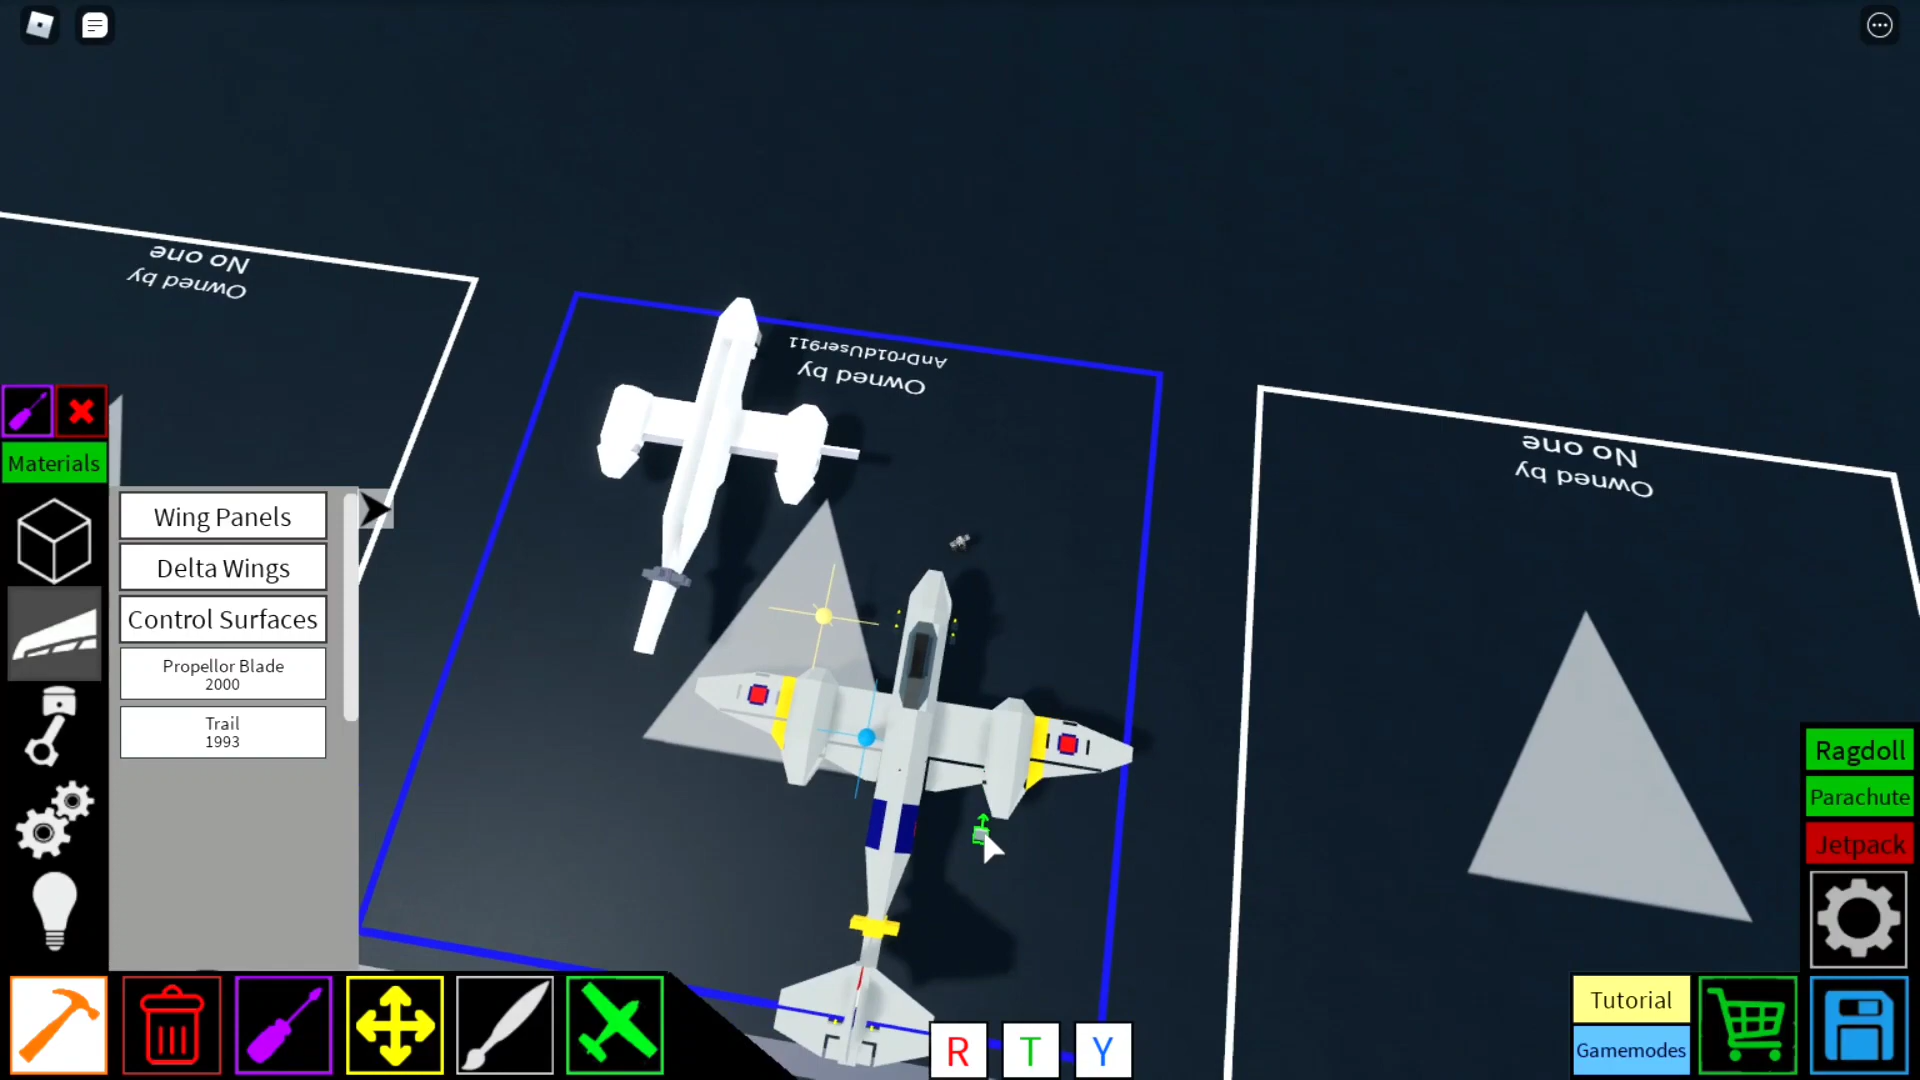 No one
Owned by
AnDr01dUser911
Owned by
No one
Owned by
Materials
Wing Panels
Delta Wings
Control Surfaces
Propellor Blade
2000
Trail
1993
Ragdoll
Parachute
Jetpack
Tutorial
Gamemodes
R T Y